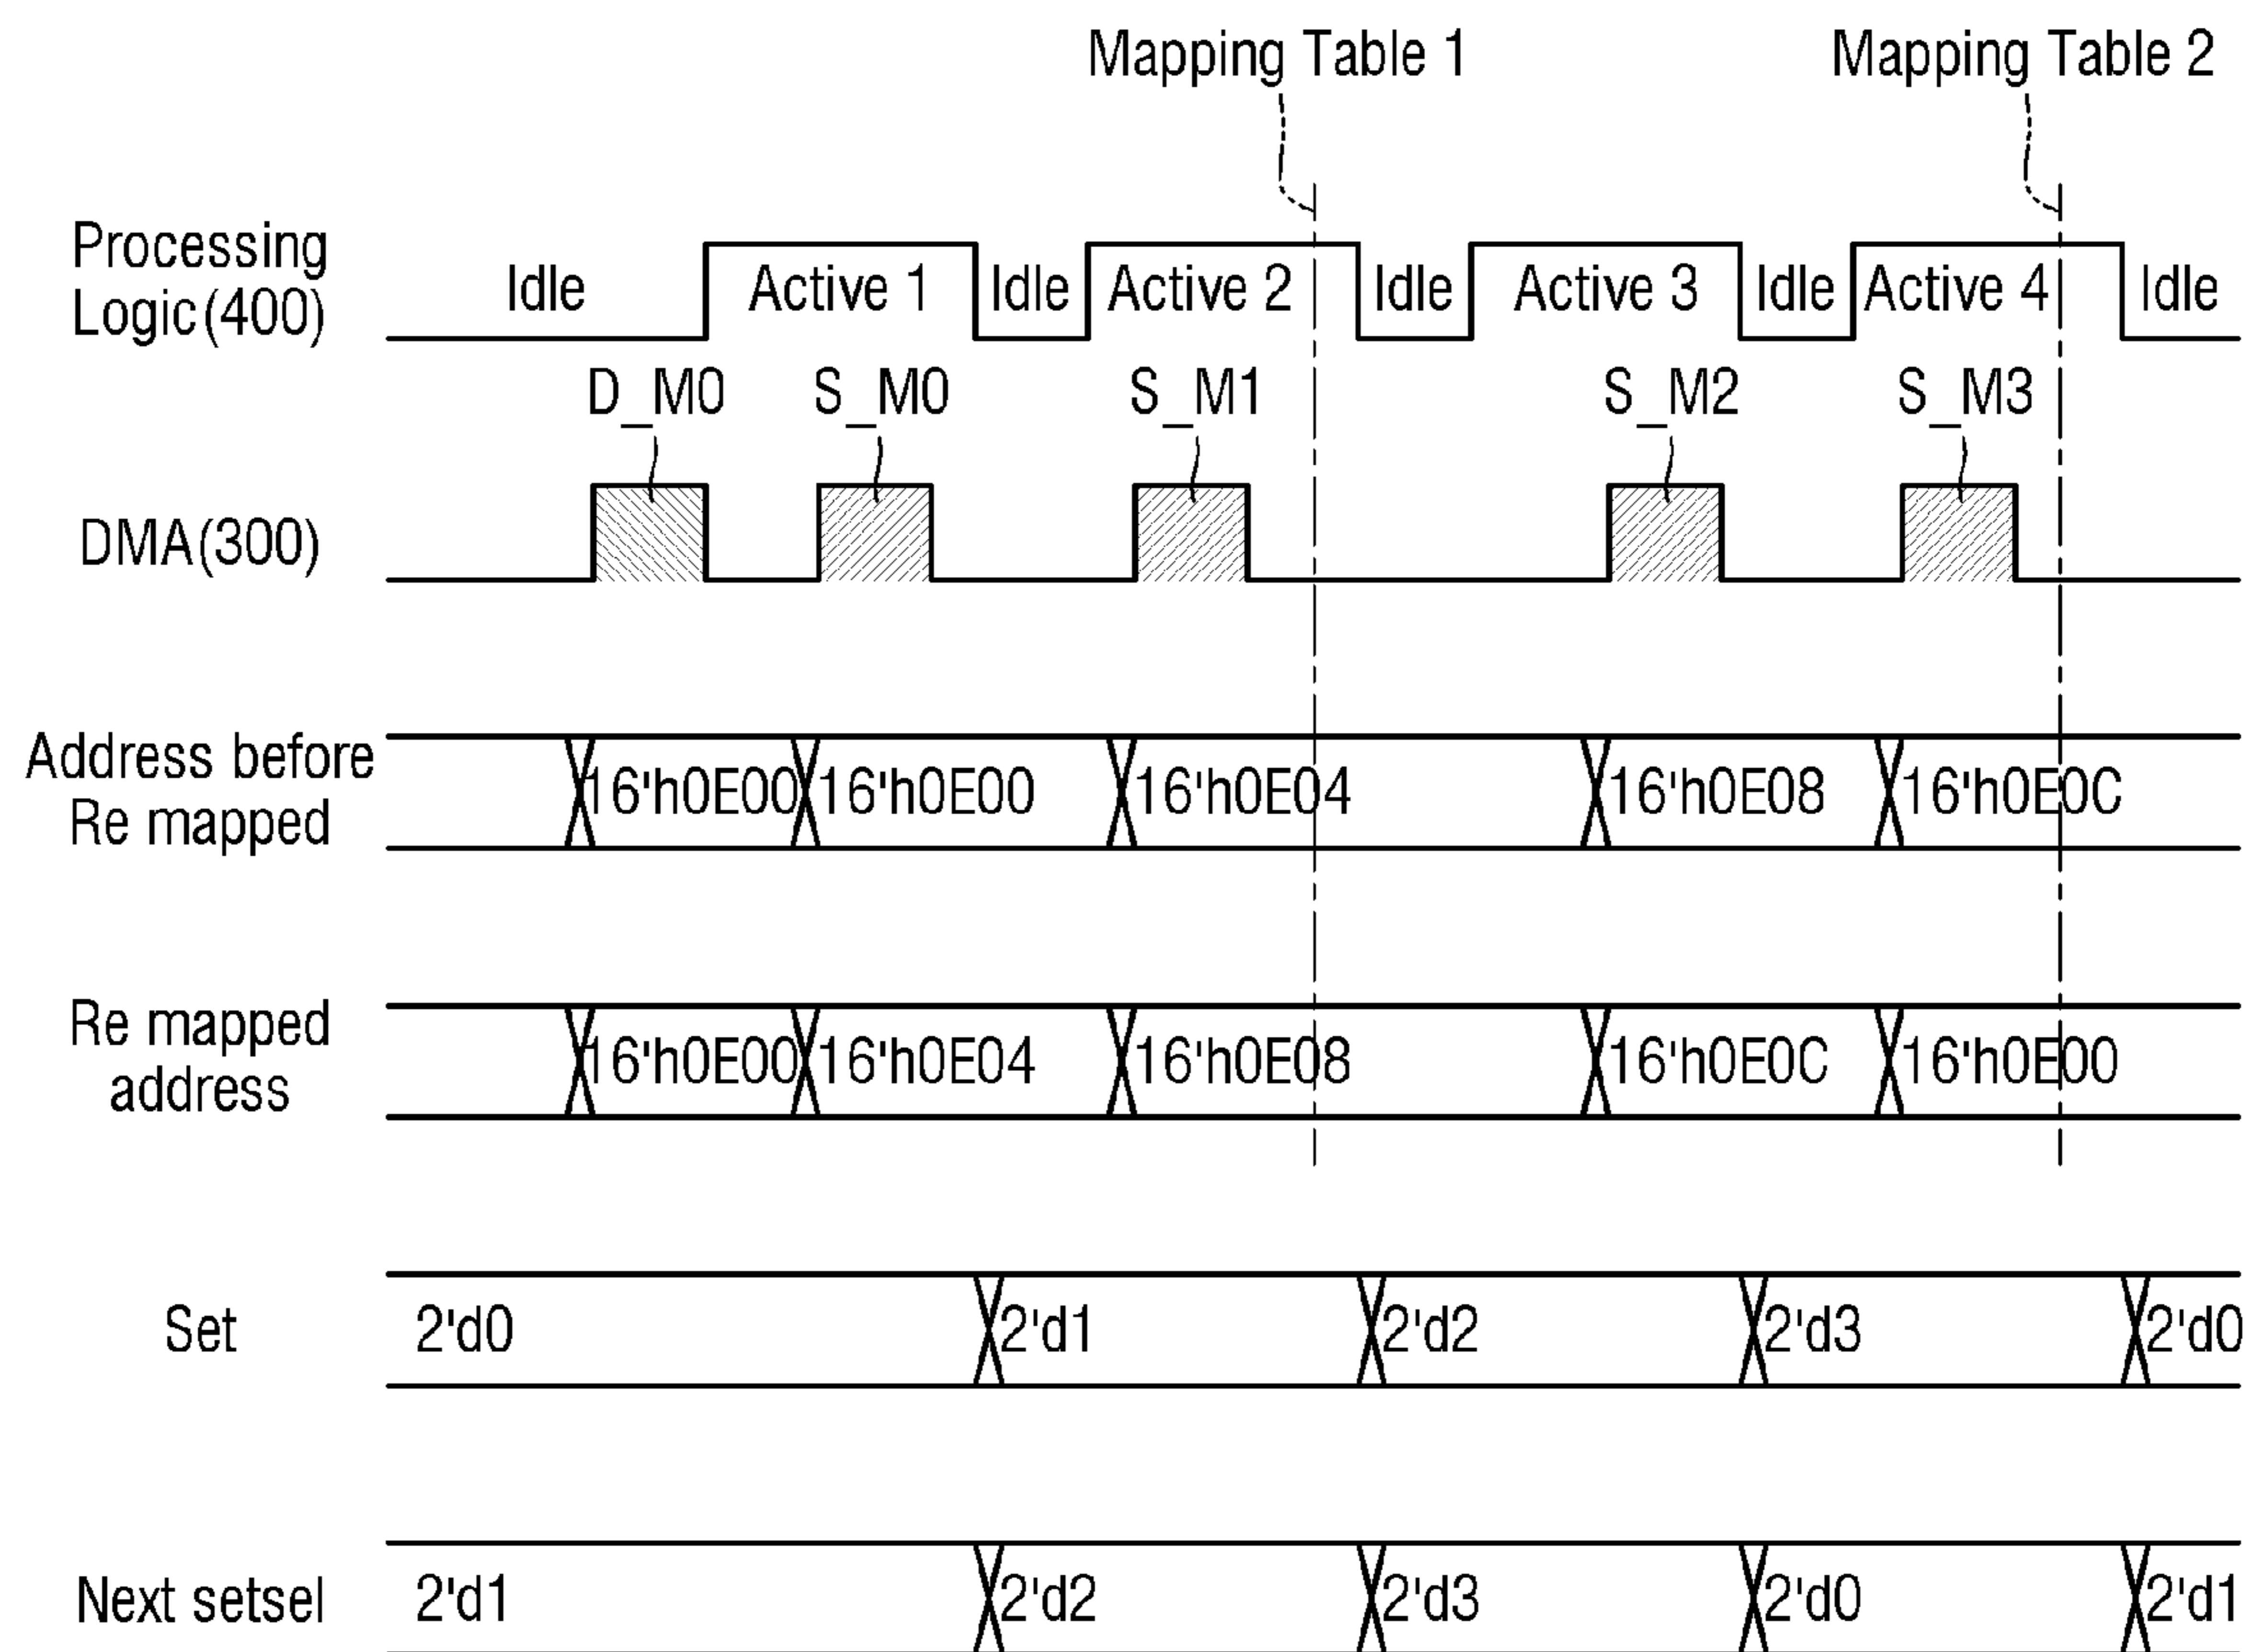 Mapping Table 1 Mapping Table 2
Processing
Logic(400)
Idle Active 1 Idle Active 2 Idle Active 3 Idle Active 4 Idle
D_M0 S_M0 S_M1 S_M2 S_M3
DMA(300)
Address before
Re mapped
16'h0E00 16'h0E00 16'h0E04 16'h0E08 16'h0E0C
Re mapped
address
16'h0E00 16'h0E04 16'h0E08 16'h0E0C 16'h0E00
Set 2'd0 2'd1 2'd2 2'd3 2'd0
Next setsel 2'd1 2'd2 2'd3 2'd0 2'd1